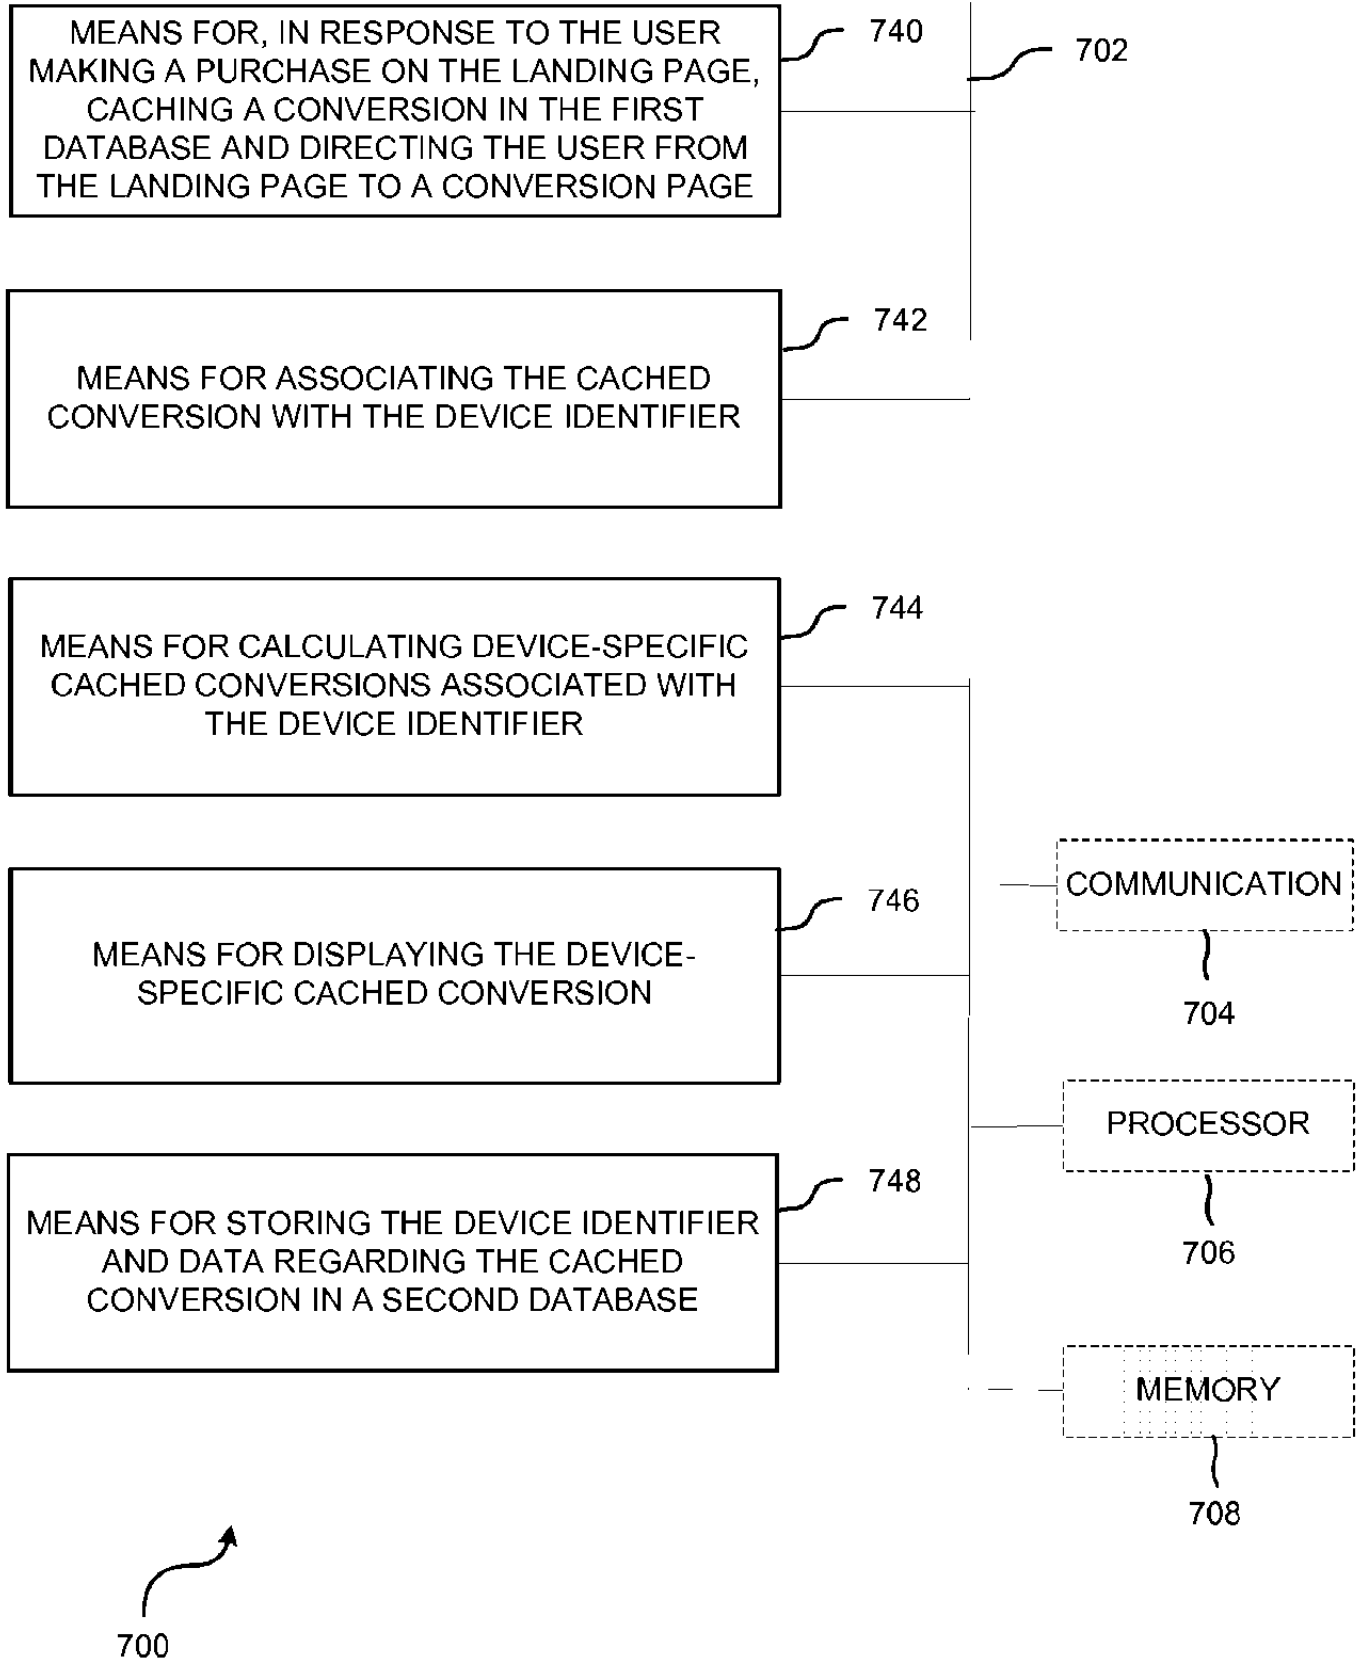 MEANS FOR, IN RESPONSE TO THE USER
MAKING A PURCHASE ON THE LANDING PAGE,
CACHING A CONVERSION IN THE FIRST
DATABASE AND DIRECTING THE USER FROM
THE LANDING PAGE TO A CONVERSION PAGE
740
702
742
MEANS FOR ASSOCIATING THE CACHED
CONVERSION WITH THE DEVICE IDENTIFIER
744
MEANS FOR CALCULATING DEVICE-SPECIFIC
CACHED CONVERSIONS ASSOCIATED WITH
THE DEVICE IDENTIFIER
COMMUNICATION
704
746
MEANS FOR DISPLAYING THE DEVICE-
SPECIFIC CACHED CONVERSION
PROCESSOR
706
748
MEANS FOR STORING THE DEVICE IDENTIFIER
AND DATA REGARDING THE CACHED
CONVERSION IN A SECOND DATABASE
MEMORY
708
700